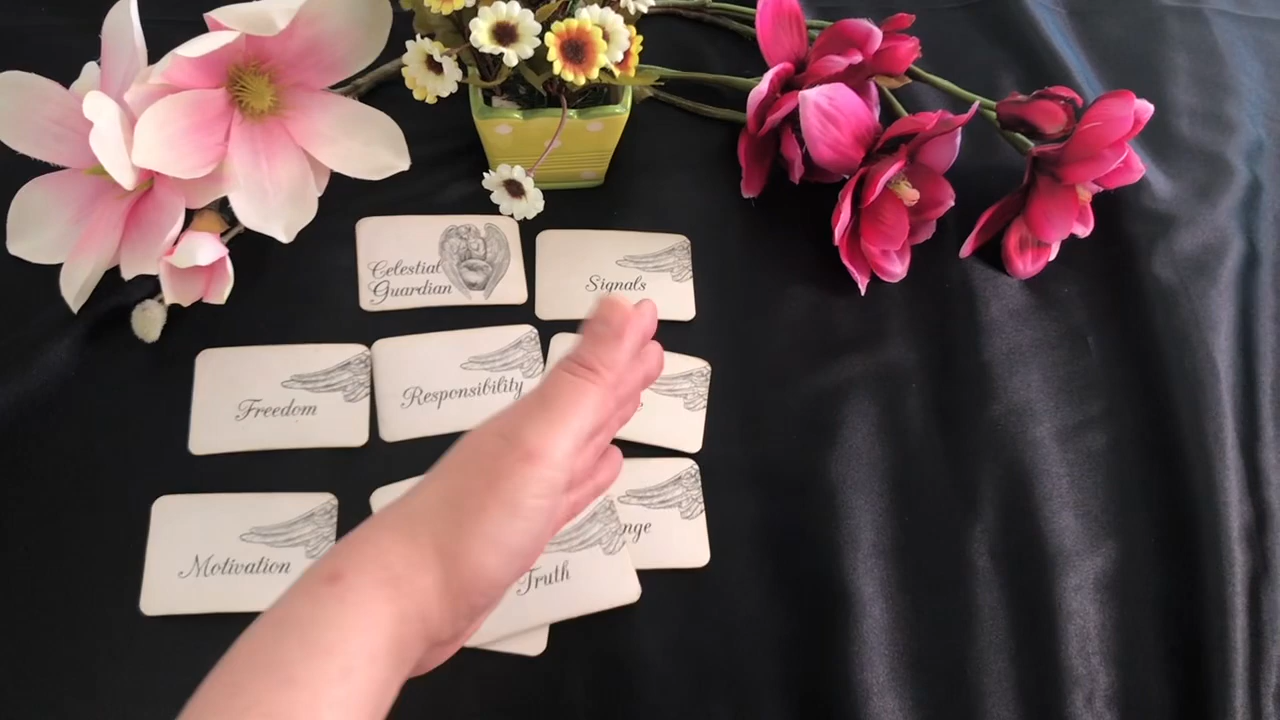 Celestial
Guardian
Signals
Freedom
Responsibility
Motivation
Truth